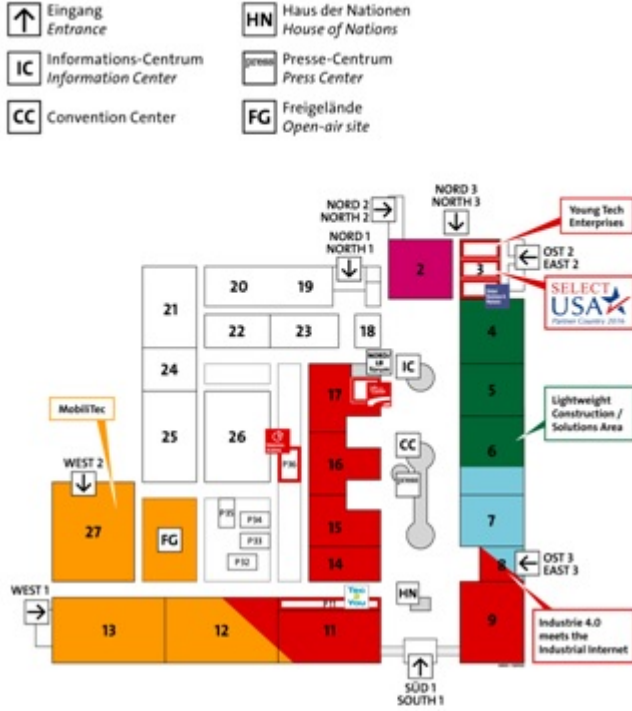 Eingang
Entrance
HN
Haus der Nationen
House of Nations
IC
Informations-Centrum
Information Center
press
Presse-Centrum
Press Center
CC
Convention Center
FG
Freigelände
Open-air site
NORD 3
NORTH 3
NORD 2
NORTH 2
NORD 1
NORTH 1
Young Tech
Enterprises
OST 2
EAST 2
2
3
SELECT
USA
Partner Country 2016
21
20
19
22
23
18
4
24
17
IC
5
Lightweight
Construction /
Solutions Area
MobiliTec
25
26
P36
16
CC
6
WEST 2
press
27
FG
P35
P34
P33
P32
15
7
14
8
OST 3
EAST 3
WEST 1
HN
13
12
P11
11
9
Industrie 4.0
meets the
Industrial Internet
SÜD 1
SOUTH 1